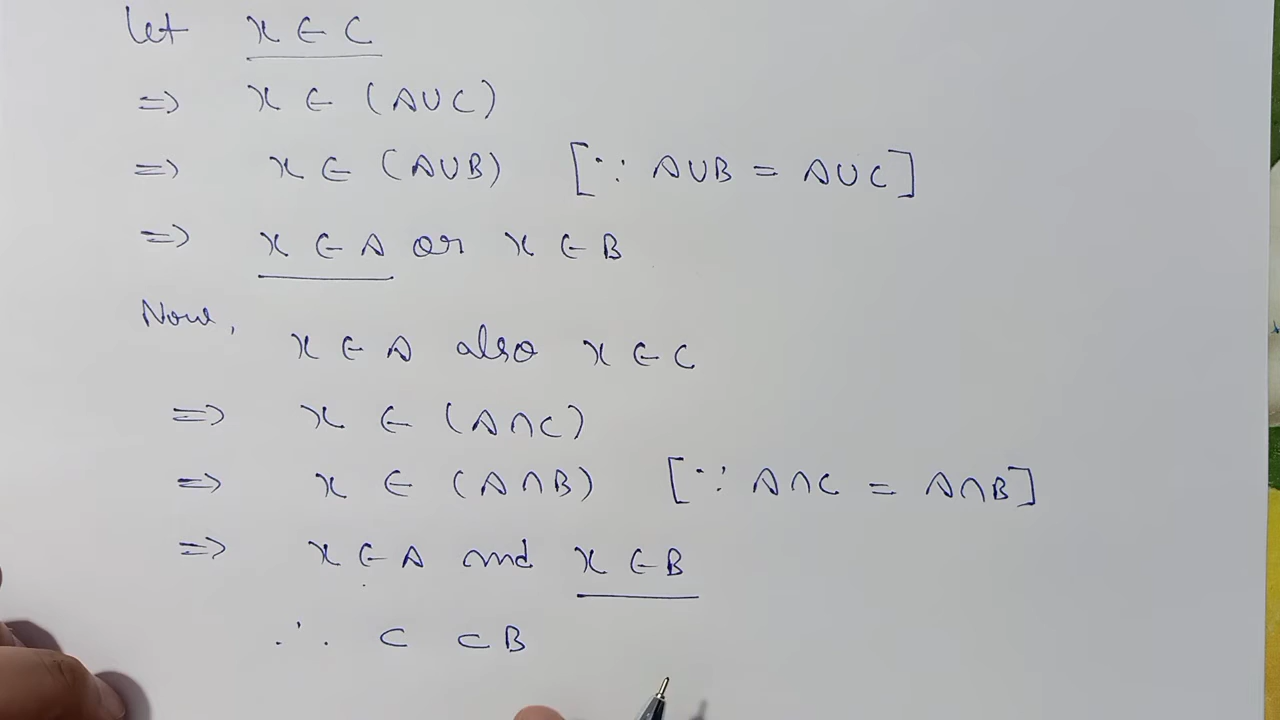 let x ∈ C
=> x ∈ (A∪C)
=> x ∈ (A∪B) [∵ A∪B = A∪C]
=> x ∈ A or x ∈ B
Now,
x ∈ A also x ∈ C
=> x ∈ (A∩C)
=> x ∈ (A∩B) [∵ A∩C = A∩B]
=> x ∈ A and x ∈ B
∴ C ⊂ B